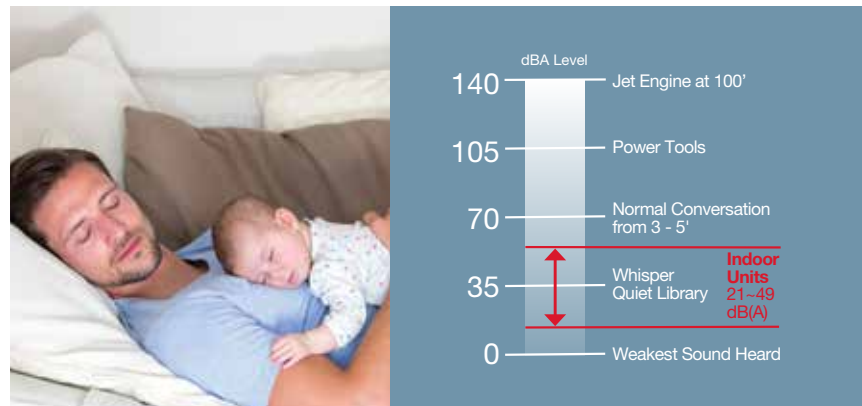 dBA Level
140
Jet Engine at 100’
105
Power Tools
70
Normal Conversation
from 3 - 5'
Indoor
Units
21~49
dB(A)
35
Whisper
Quiet Library
0
Weakest Sound Heard